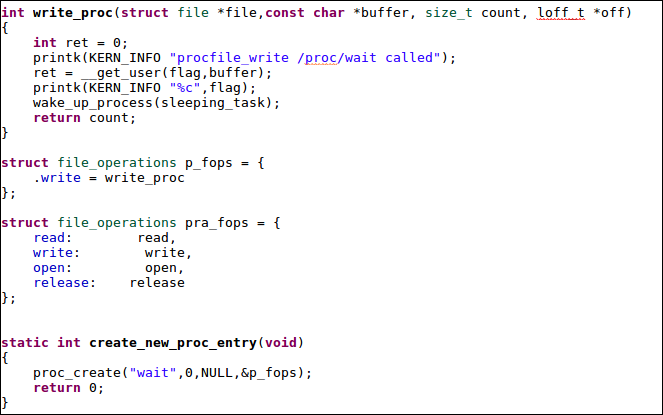 int write_proc(struct file *file,const char *buffer, size_t count, loff_t *off)
{
    int ret = 0;
    printk(KERN_INFO "procfile_write /proc/wait called");
    ret = __get_user(flag,buffer);
    printk(KERN_INFO "%c",flag);
    wake_up_process(sleeping_task);
    return count;
}

struct file_operations p_fops = {
    .write = write_proc
};

struct file_operations pra_fops = {
    read:         read,
    write:        write,
    open:         open,
    release:    release
};


static int create_new_proc_entry(void)
{
    proc_create("wait",0,NULL,&p_fops);
    return 0;
}